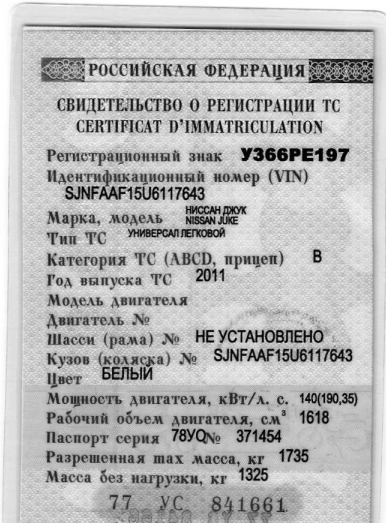 РОССИЙСКАЯ ФЕДЕРАЦИЯ
СВИДЕТЕЛЬСТВО О РЕГИСТРАЦИИ ТС
CERTIFICAT D'IMMATRICULATION
Регистрационный знак У366РЕ197
Идентификационный номер (VIN)
SJNFAAF15U6117643
Марка, модель НИССАН ДЖУК
NISSAN JUKE
Тип ТС УНИВЕРСАЛ ЛЕГКОВОЙ
Категория ТС (ABCD, прицеп) B
Год выпуска ТС 2011
Модель двигателя
Двигатель №
Шасси (рама) № НЕ УСТАНОВЛЕНО
Кузов (коляска) № SJNFAAF15U6117643
Цвет БЕЛЫЙ
Мощность двигателя, кВт/л. с. 140(190,35)
Рабочий объем двигателя, см³ 1618
Паспорт серия 78УО№ 371454
Разрешенная max масса, кг 1735
Масса без нагрузки, кг 1325
77 УС 841661